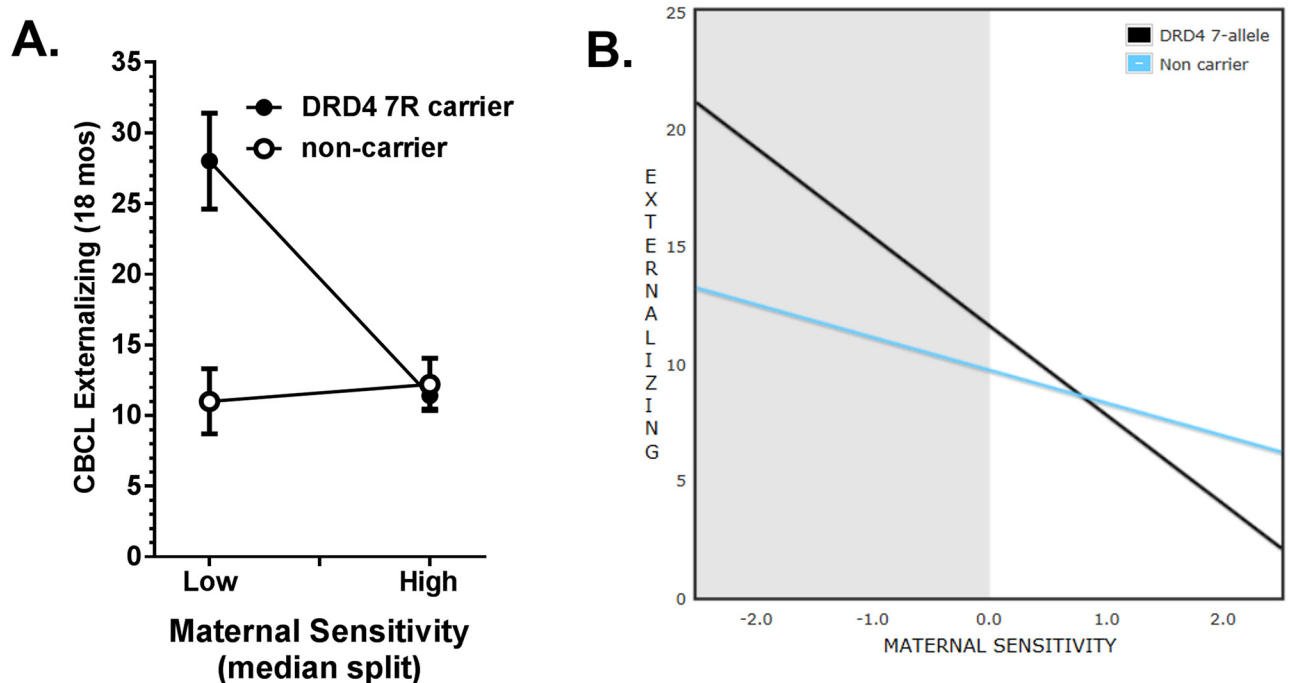 A.
CBCL Externalizing (18 mos)
35
30
25
20
15
10
5
0
DRD4 7R carrier
non-carrier
Low
High
Maternal Sensitivity
(median split)
B.
EXTERNALIZING
25
20
15
10
5
0
DRD4 7-allele
Non carrier
-2.0
-1.0
0.0
1.0
2.0
MATERNAL SENSITIVITY